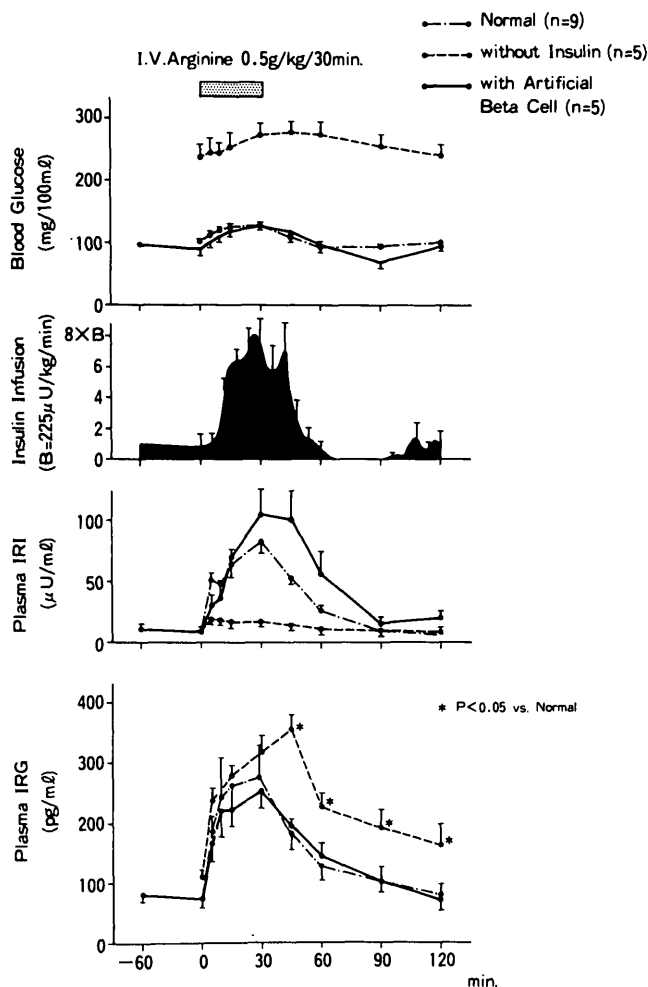 Normal (n=9)
without Insulin (n=5)
with Artificial
Beta Cell (n=5)
I.V.Arginine 0.5g/kg/30min.
Blood Glucose
(mg/100mℓ)
300
200
100
0
Insulin Infusion
(B=225μU/kg/min)
8×B
6
4
2
0
Plasma IRI
(μU/mℓ)
100
50
0
Plasma IRG
(pg/mℓ)
400
300
200
100
0
* P<0.05 vs. Normal
*
*
*
*
−60 0 30 60 90 120
min.